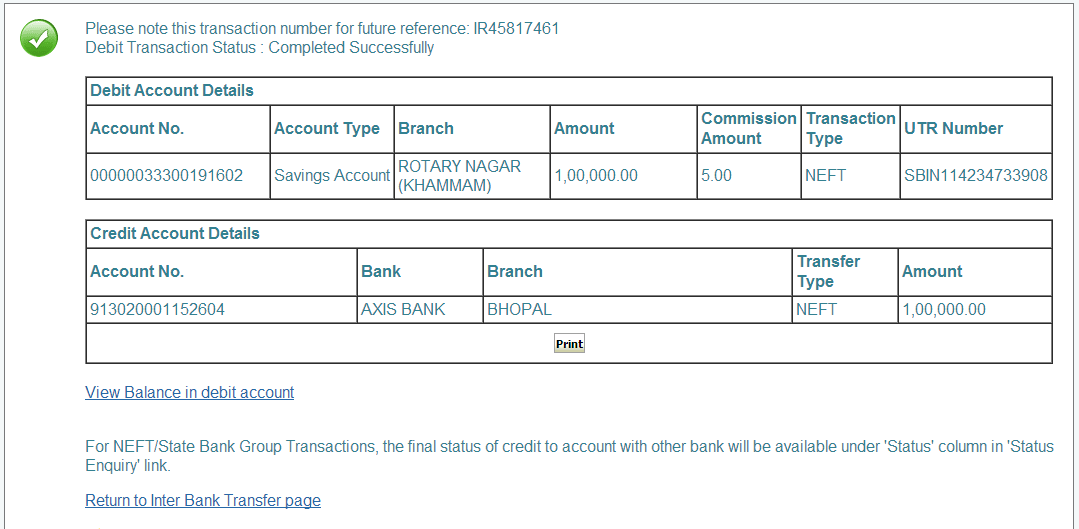 Please note this transaction number for future reference: IR45817461
Debit Transaction Status : Completed Successfully
Debit Account Details
Account No. Account Type Branch Amount Commission Amount Transaction Type UTR Number
00000033300191602 Savings Account ROTARY NAGAR (KHAMMAM) 1,00,000.00 5.00 NEFT SBIN114234733908
Credit Account Details
Account No. Bank Branch Transfer Type Amount
913020001152604 AXIS BANK BHOPAL NEFT 1,00,000.00
Print
View Balance in debit account
For NEFT/State Bank Group Transactions, the final status of credit to account with other bank will be available under 'Status' column in 'Status
Enquiry' link.
Return to Inter Bank Transfer page